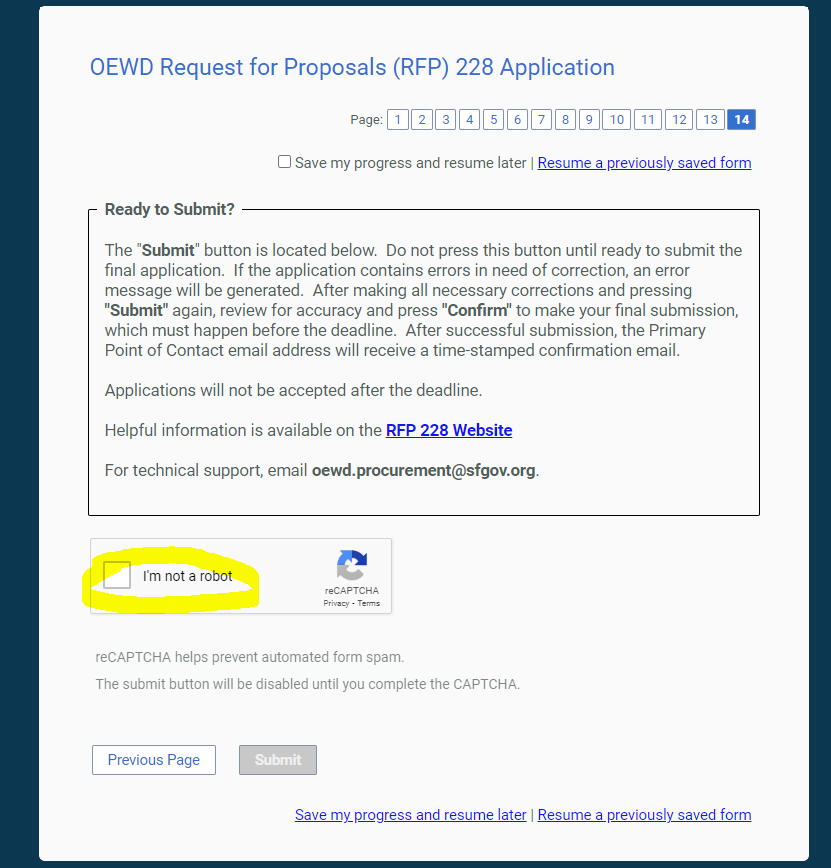 OEWD Request for Proposals (RFP) 228 Application
Page: 1 2 3 4 5 6 7 8 9 10 11 12 13 14
Save my progress and resume later | Resume a previously saved form
Ready to Submit?
The "Submit" button is located below.  Do not press this button until ready to submit the
final application.  If the application contains errors in need of correction, an error
message will be generated.  After making all necessary corrections and pressing
"Submit" again, review for accuracy and press "Confirm" to make your final submission,
which must happen before the deadline.  After successful submission, the Primary
Point of Contact email address will receive a time-stamped confirmation email.
Applications will not be accepted after the deadline.
Helpful information is available on the RFP 228 Website
For technical support, email oewd.procurement@sfgov.org.
I'm not a robot
reCAPTCHA
Privacy - Terms
reCAPTCHA helps prevent automated form spam.
The submit button will be disabled until you complete the CAPTCHA.
Previous Page Submit
Save my progress and resume later | Resume a previously saved form